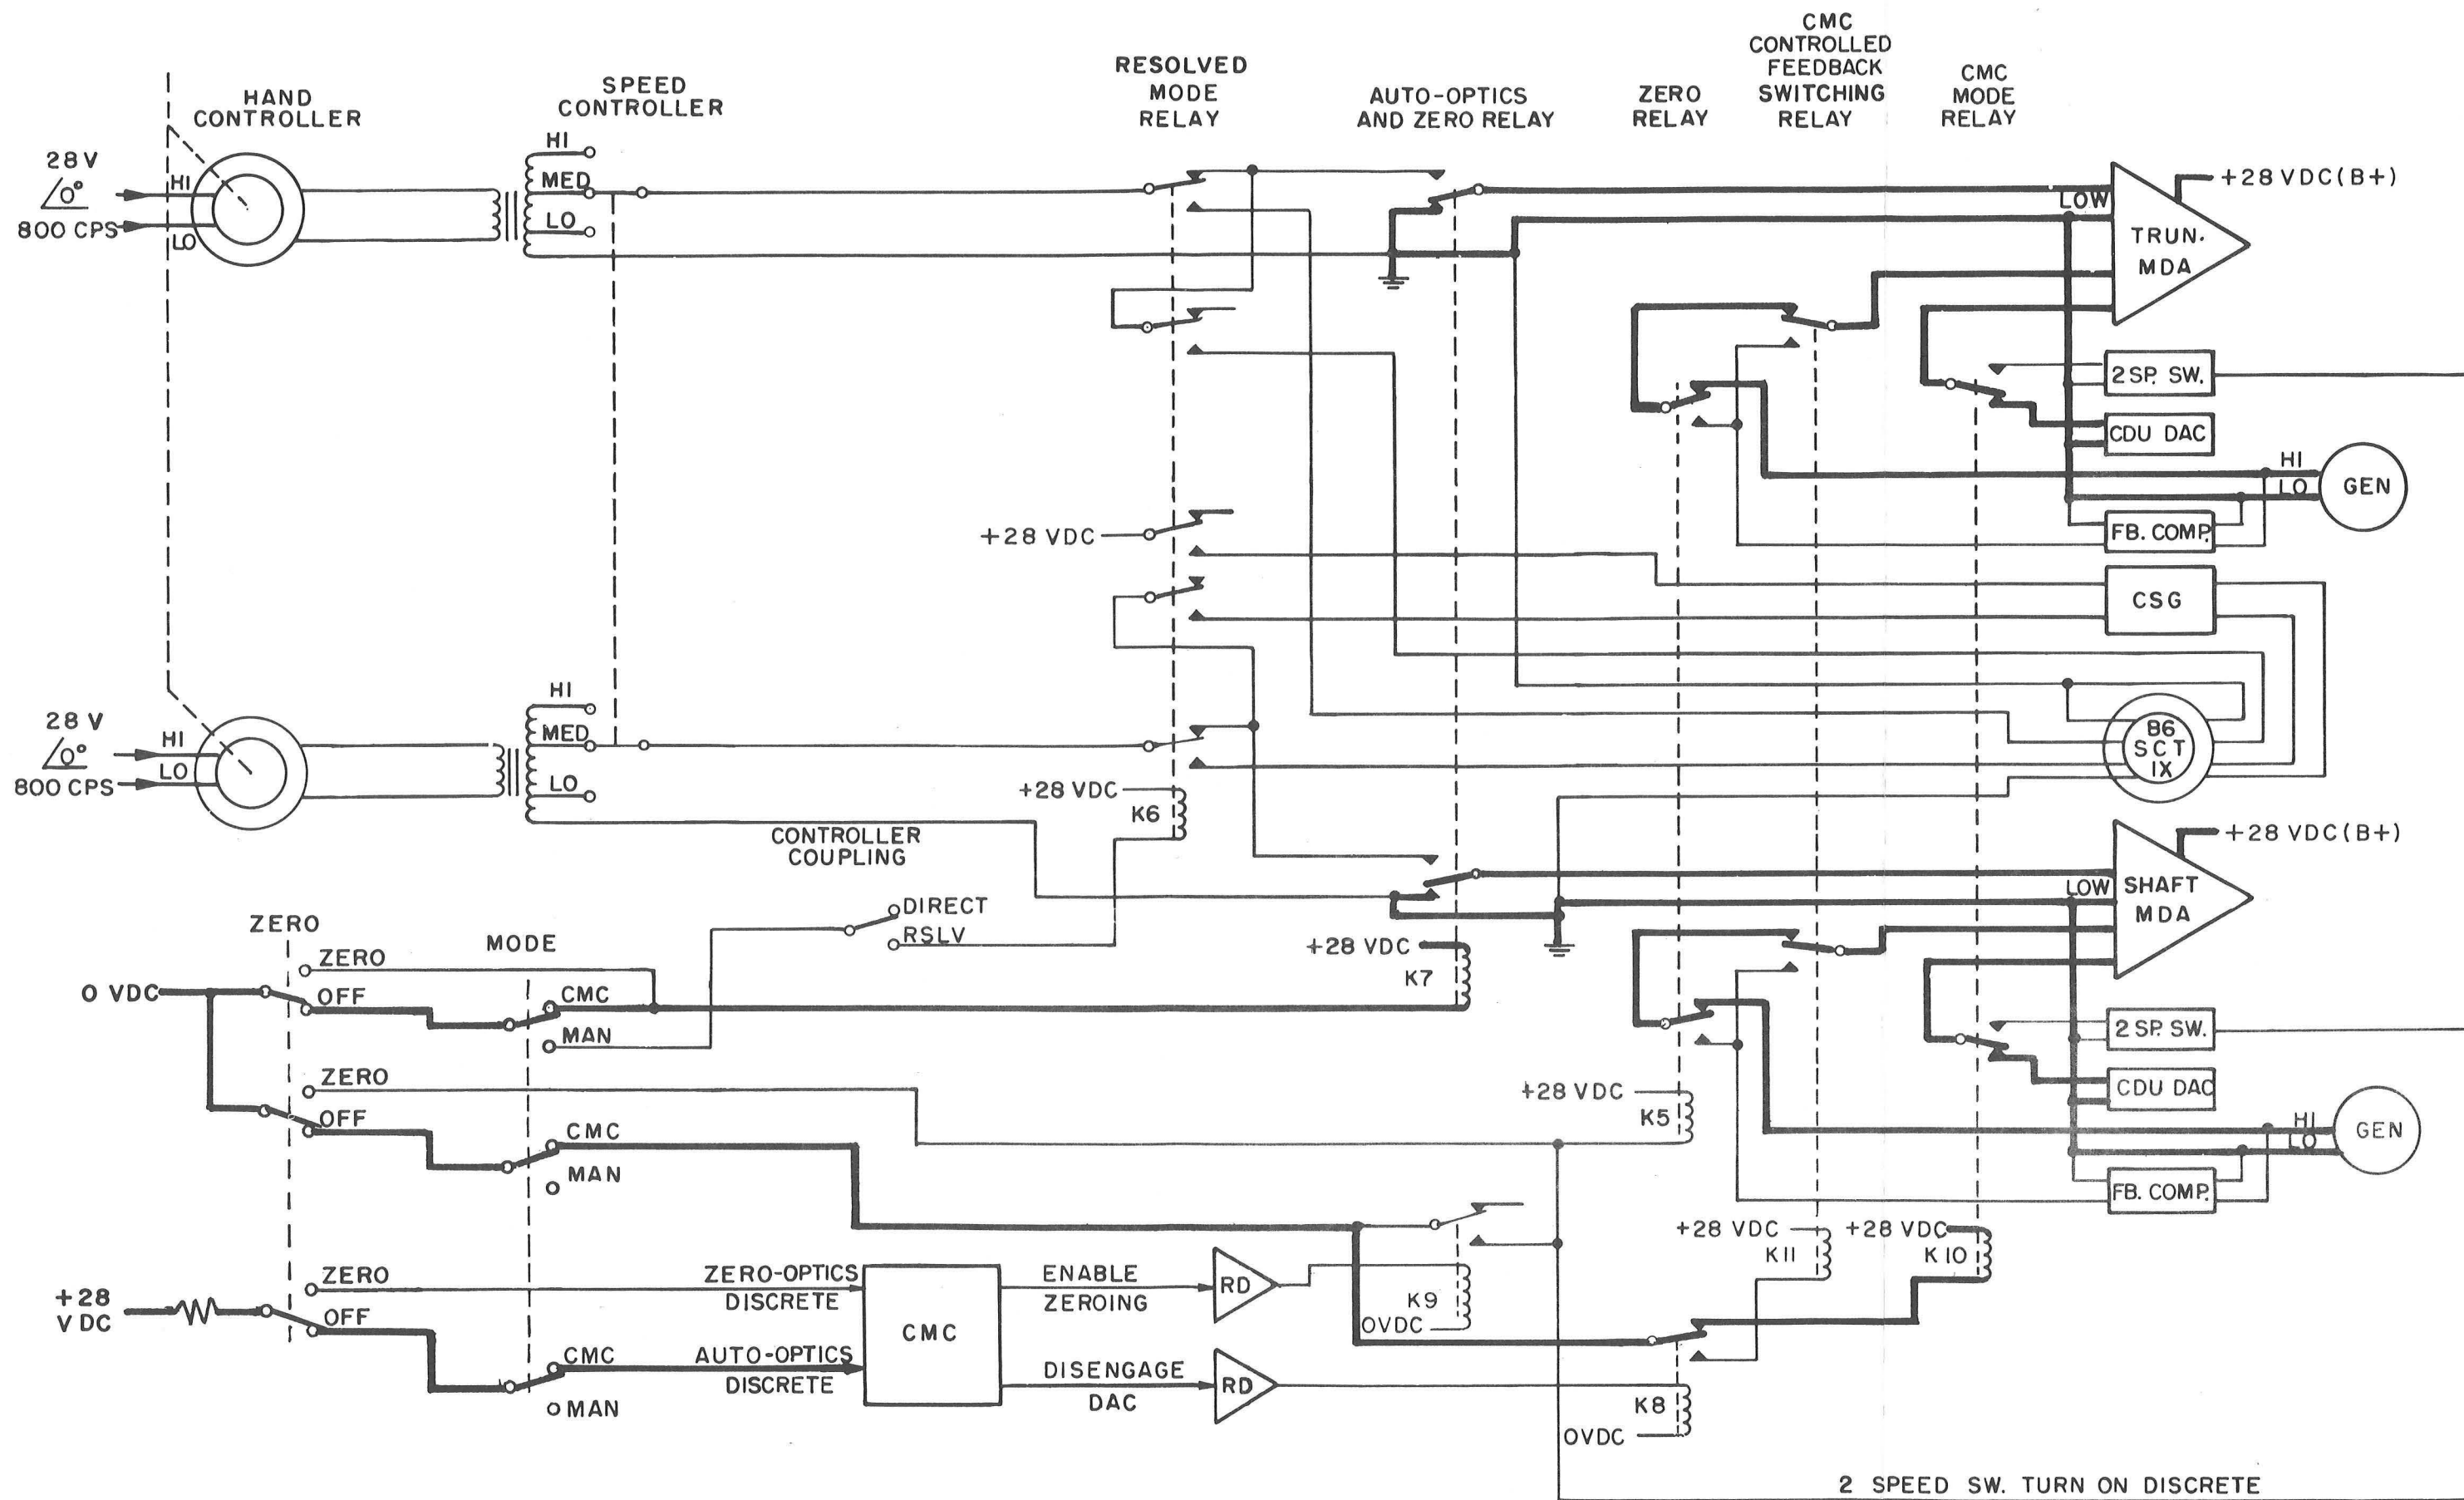 HAND
CONTROLLER
SPEED
CONTROLLER
RESOLVED
MODE
RELAY
AUTO-OPTICS
AND ZERO RELAY
ZERO
RELAY
CMC
CONTROLLED
FEEDBACK
SWITCHING
RELAY
CMC
MODE
RELAY
28 V
/0°
800 CPS
HI
LO
HI
MED
LO
+28 VDC(B+)
LOW
TRUN.
MDA
2 SP. SW.
CDU DAC
HI
LO
GEN
FB. COMP.
+28 VDC
CSG
28 V
/0°
800 CPS
HI
LO
HI
MED
LO
B6
SCT
1X
+28 VDC
K6
CONTROLLER
COUPLING
+28 VDC(B+)
LOW
SHAFT
MDA
DIRECT
RSLV
+28 VDC
K7
ZERO
MODE
ZERO
0 VDC
OFF
CMC
MAN
2 SP. SW.
CDU DAC
HI
LO
GEN
FB. COMP.
ZERO
OFF
CMC
MAN
+28 VDC
K5
+28 VDC
K11
+28 VDC
K10
+28
VDC
ZERO
OFF
CMC
MAN
ZERO-OPTICS
DISCRETE
AUTO-OPTICS
DISCRETE
CMC
ENABLE
ZEROING
RD
K9
0VDC
DISENGAGE
DAC
RD
K8
0VDC
2 SPEED SW. TURN ON DISCRETE